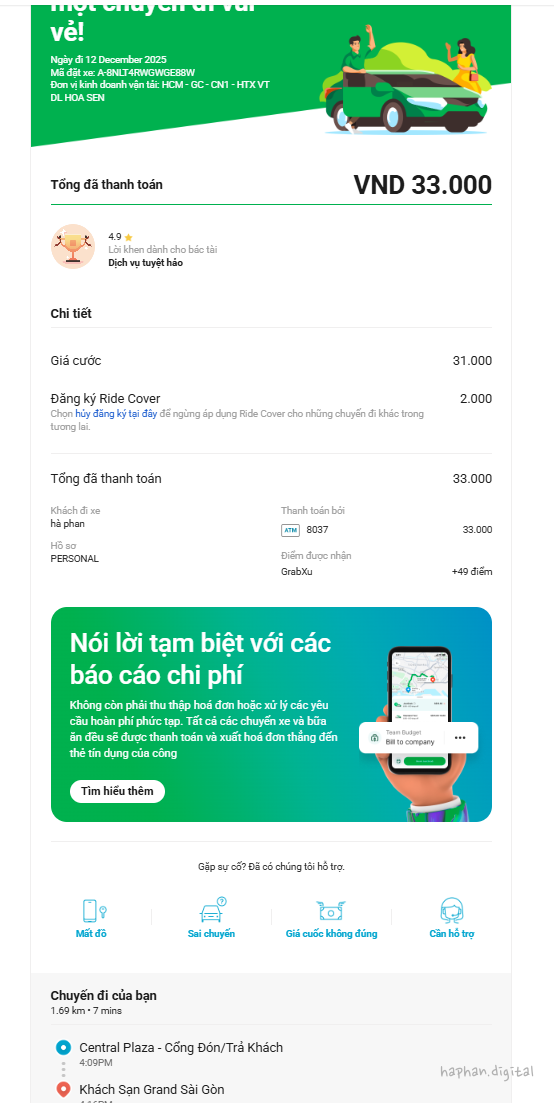 một chuyến đi vui
vẻ!
Ngày đi 12 December 2025
Mã đặt xe: A-8NLT4RWGWGE88W
Đơn vị kinh doanh vận tải: HCM - GC - CN1 - HTX VT
DL HOA SEN
Tổng đã thanh toán VND 33.000
4.9
Lời khen dành cho bác tài
Dịch vụ tuyệt hảo
Chi tiết
Giá cước 31.000
Đăng ký Ride Cover 2.000
Chọn hủy đăng ký tại đây để ngừng áp dụng Ride Cover cho những chuyến đi khác trong
tương lai.
Tổng đã thanh toán 33.000
Khách đi xe
hà phan
Hồ sơ
PERSONAL
Thanh toán bởi
ATM 8037 33.000
Điểm được nhận
GrabXu +49 điểm
Nói lời tạm biệt với các
báo cáo chi phí
Không còn phải thu thập hoá đơn hoặc xử lý các yêu
cầu hoàn phí phức tạp. Tất cả các chuyến xe và bữa
ăn đều sẽ được thanh toán và xuất hoá đơn thẳng đến
thẻ tín dụng của công
Tìm hiểu thêm
Team Budget
Bill to company
Gặp sự cố? Đã có chúng tôi hỗ trợ.
Mất đồ
Sai chuyến
Giá cuốc không đúng
Cần hỗ trợ
Chuyến đi của bạn
1.69 km • 7 mins
Central Plaza - Cổng Đón/Trả Khách
4:09PM
Khách Sạn Grand Sài Gòn
haphan.digital